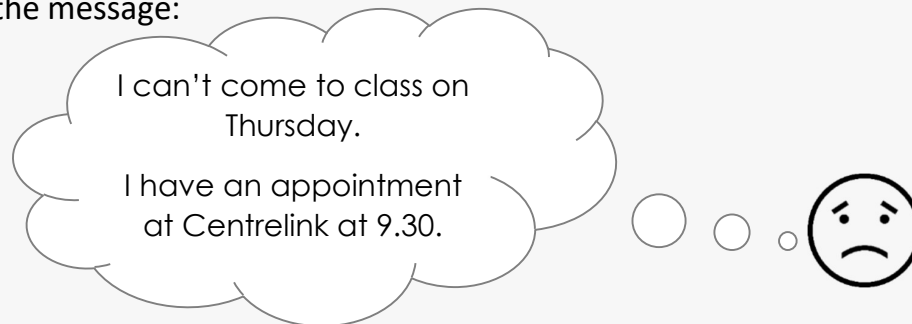 the message:
I can't come to class on
Thursday.
I have an appointment
at Centrelink at 9.30.